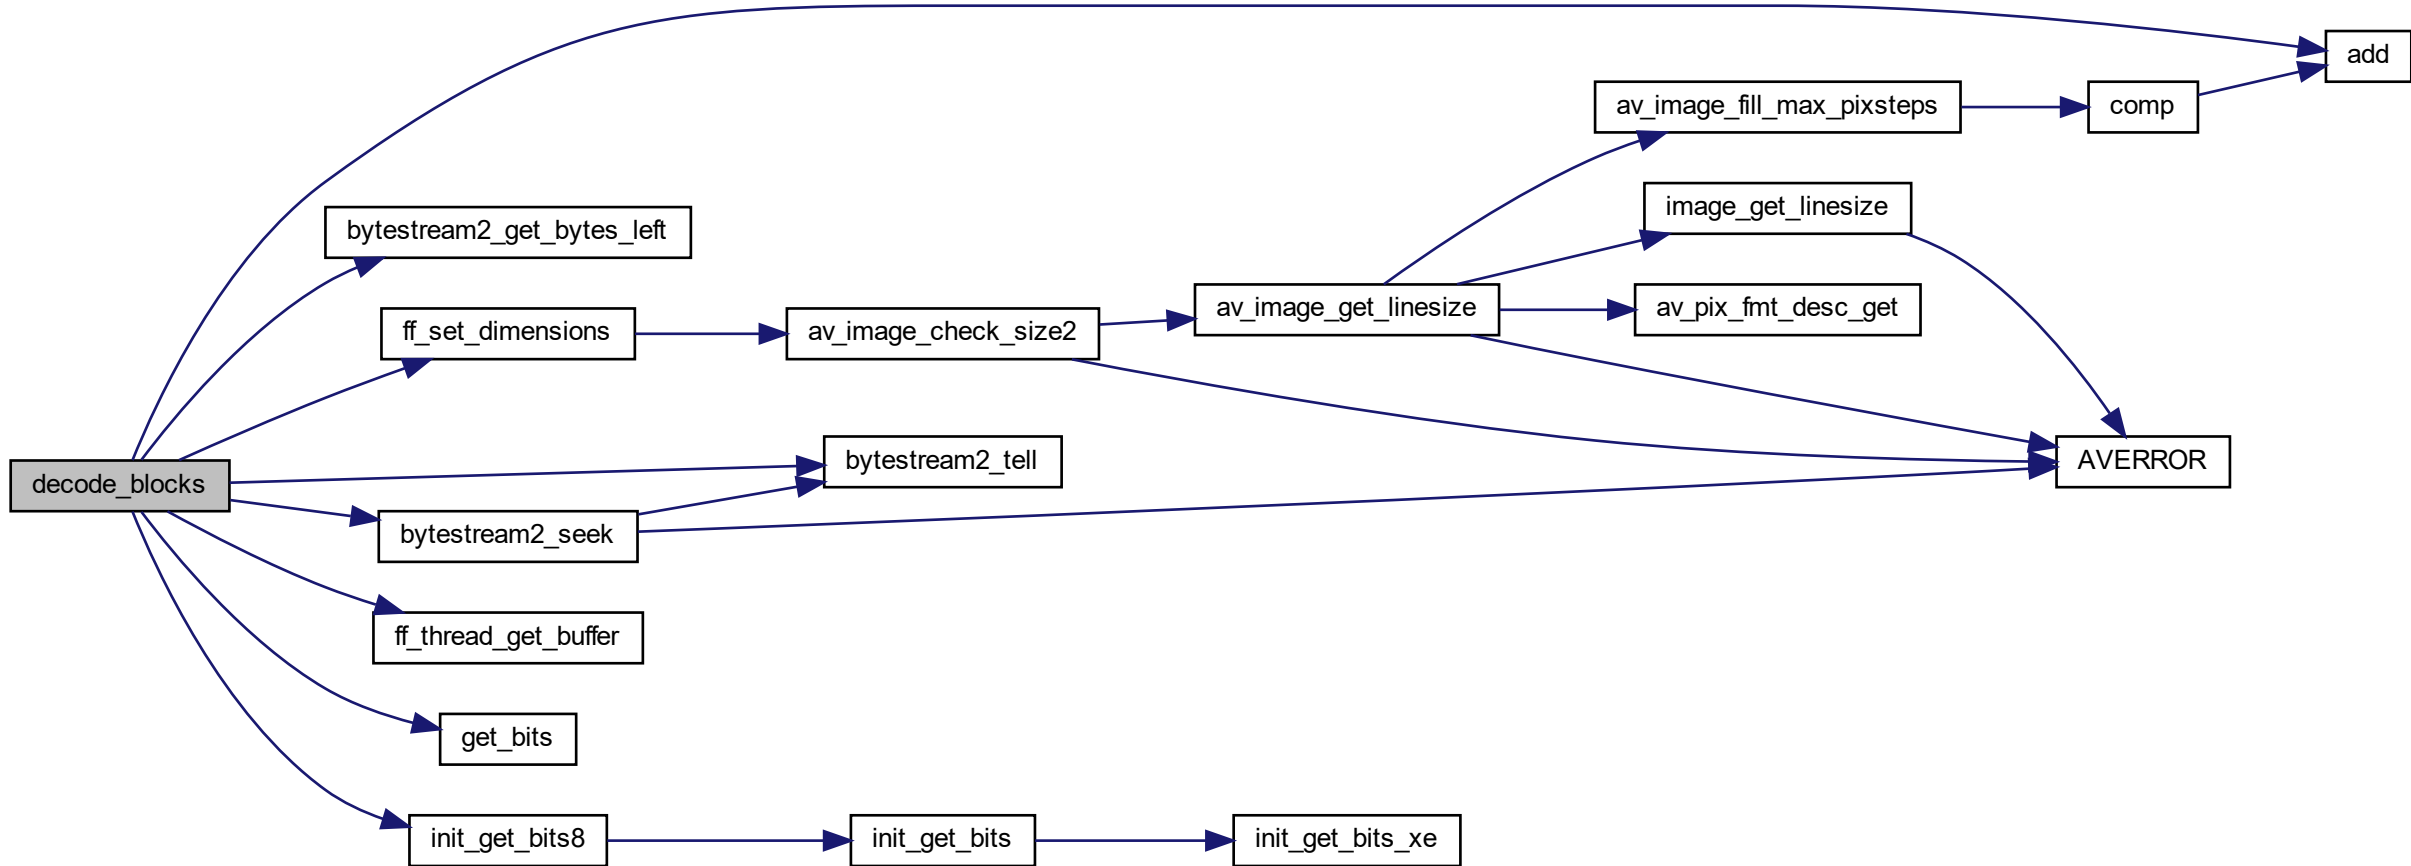 add
av_image_fill_max_pixsteps
comp
image_get_linesize
bytestream2_get_bytes_left
av_image_get_linesize
av_pix_fmt_desc_get
ff_set_dimensions
av_image_check_size2
bytestream2_tell
AVERROR
decode_blocks
bytestream2_seek
ff_thread_get_buffer
get_bits
init_get_bits8
init_get_bits
init_get_bits_xe